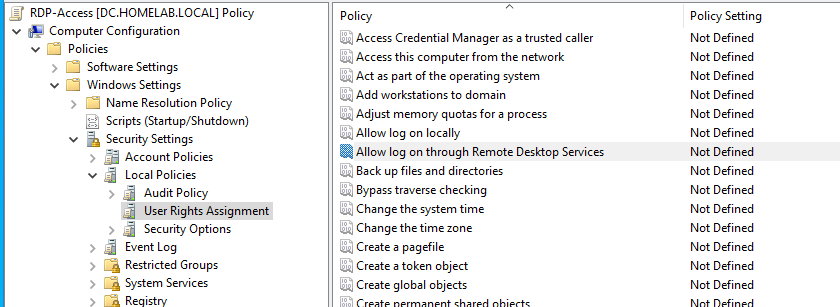 RDP-Access [DC.HOMELAB.LOCAL] Policy
Computer Configuration
Policies
Software Settings
Windows Settings
Name Resolution Policy
Scripts (Startup/Shutdown)
Security Settings
Account Policies
Local Policies
Audit Policy
User Rights Assignment
Security Options
Event Log
Restricted Groups
System Services
Registry
Policy Policy Setting
Access Credential Manager as a trusted caller Not Defined
Access this computer from the network Not Defined
Act as part of the operating system Not Defined
Add workstations to domain Not Defined
Adjust memory quotas for a process Not Defined
Allow log on locally Not Defined
Allow log on through Remote Desktop Services Not Defined
Back up files and directories Not Defined
Bypass traverse checking Not Defined
Change the system time Not Defined
Change the time zone Not Defined
Create a pagefile Not Defined
Create a token object Not Defined
Create global objects Not Defined
Create permanent shared objects Not Defined